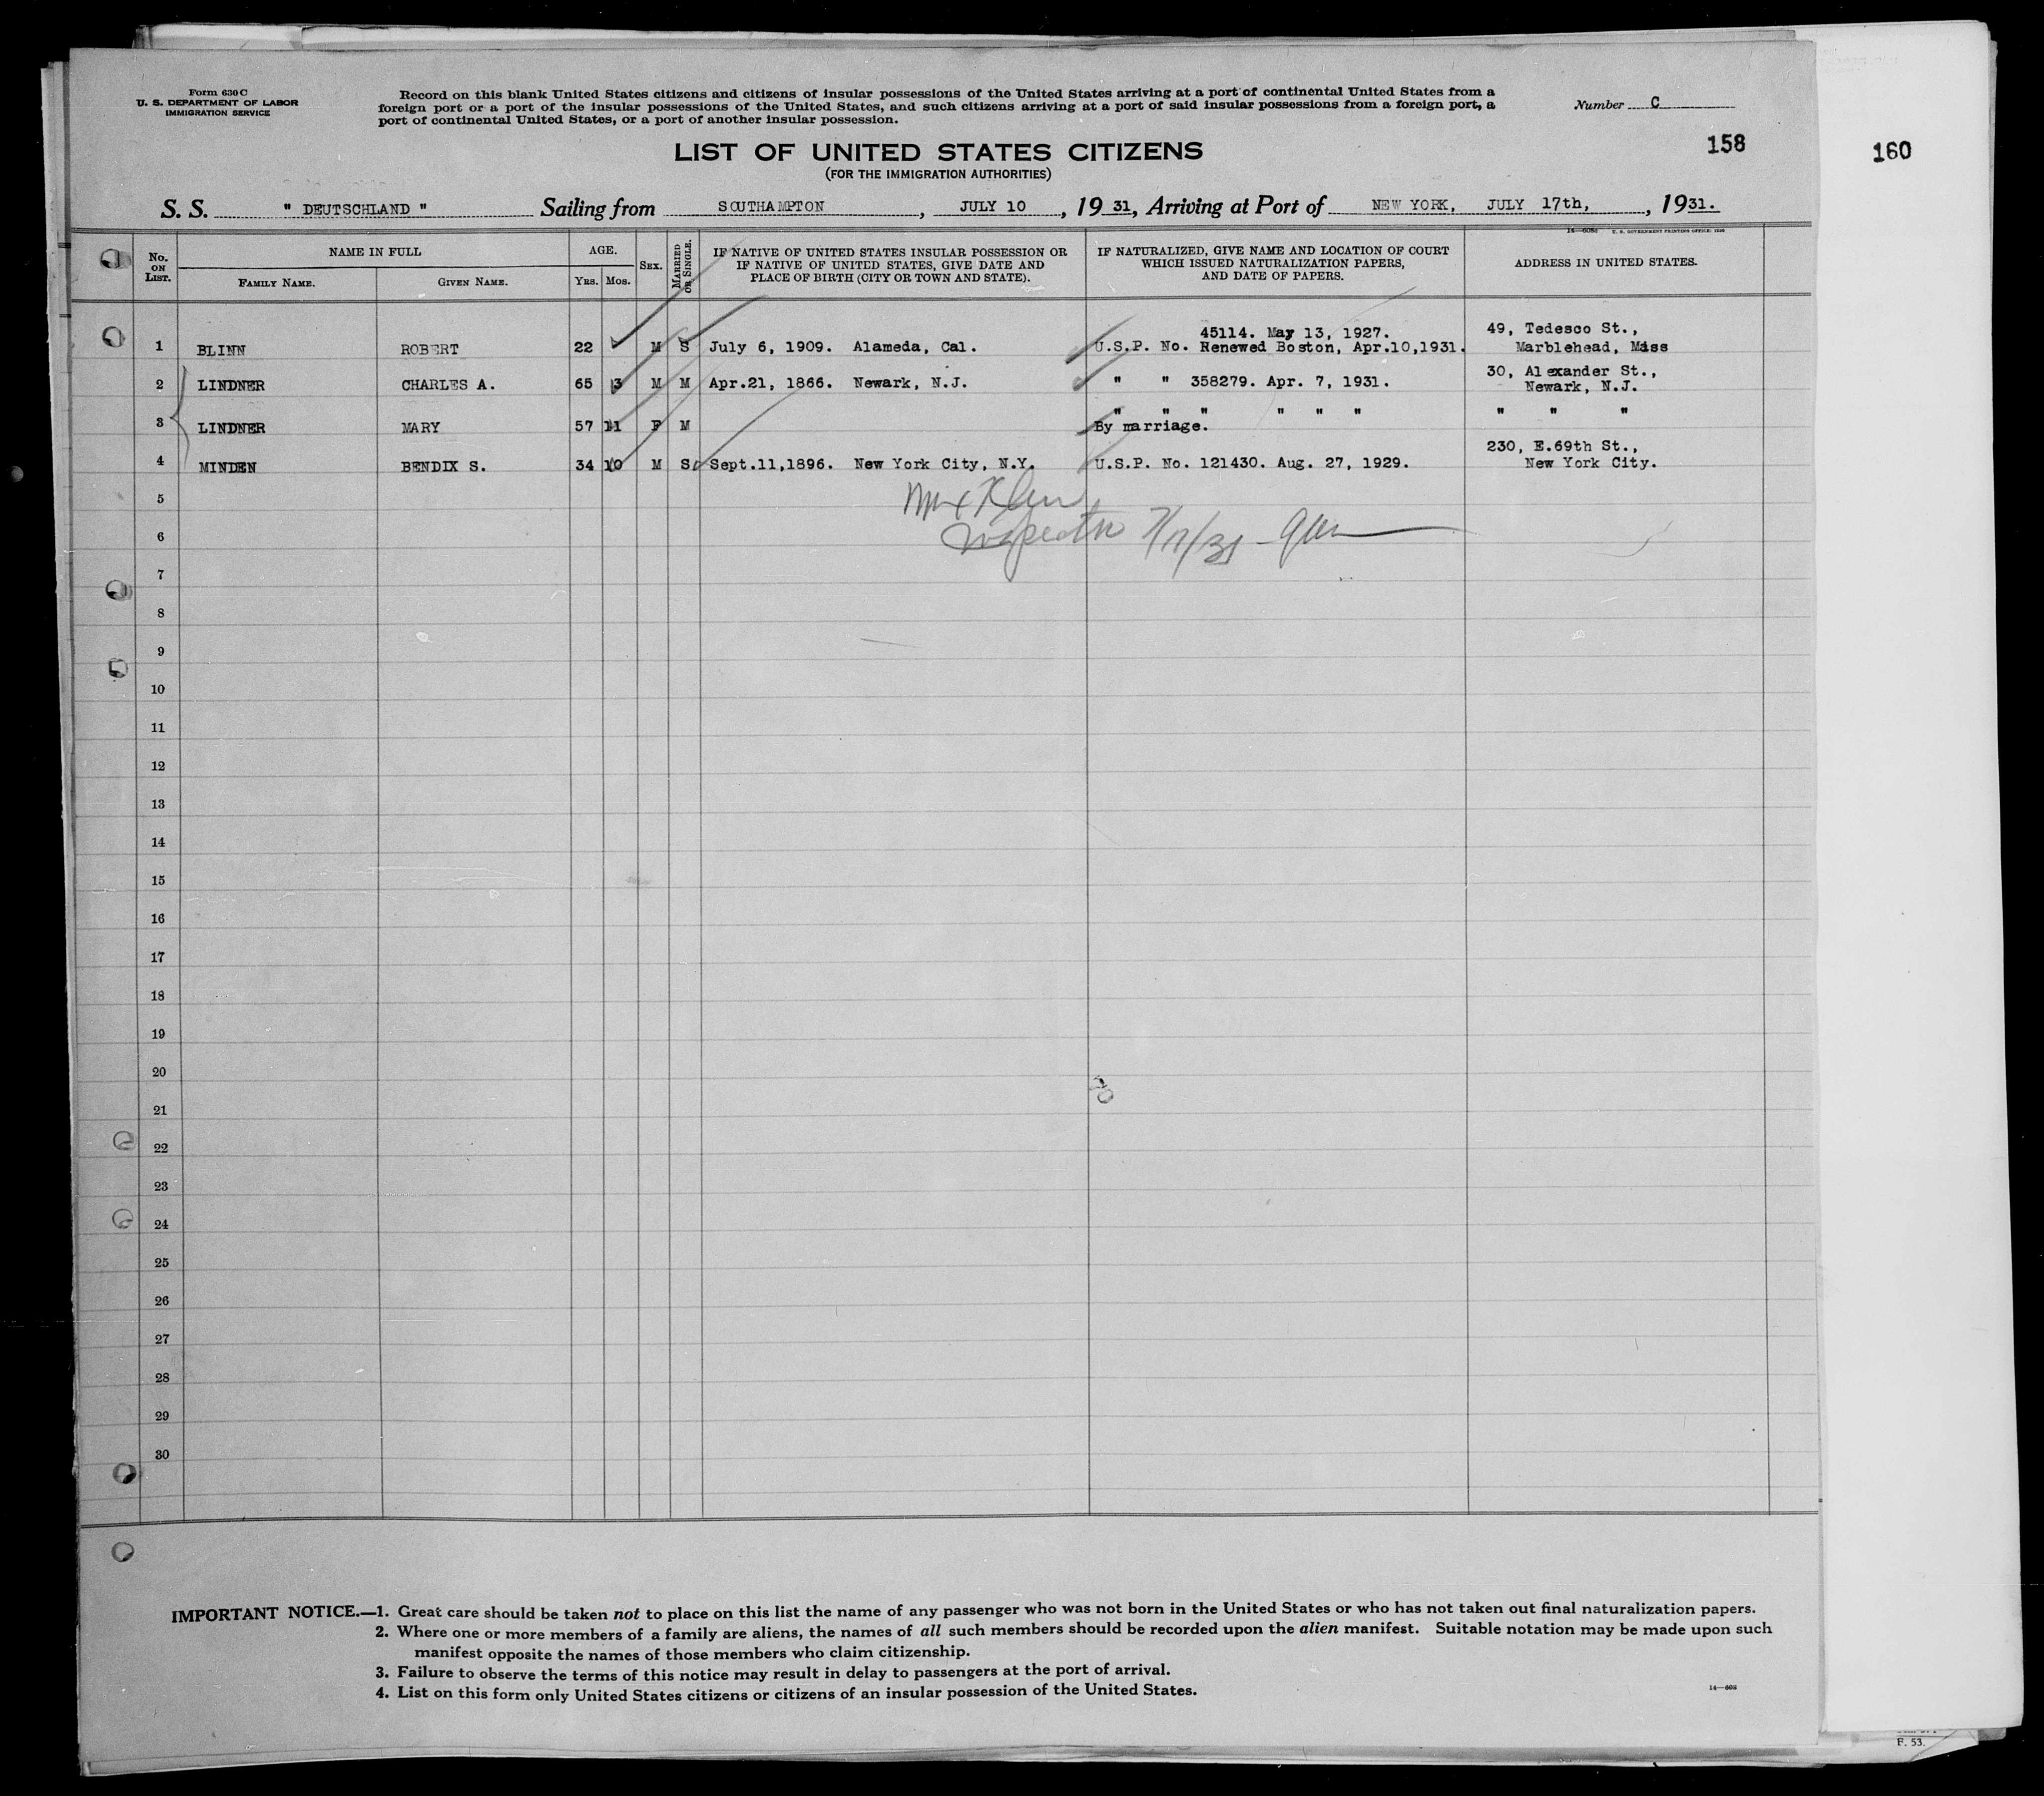 Form 630 C
U. S. DEPARTMENT OF LABOR
IMMIGRATION SERVICE
Record on this blank United States citizens and citizens of insular possessions of the United States arriving at a port of continental United States from a
foreign port or a port of the insular possessions of the United States, and such citizens arriving at a port of said insular possessions from a foreign port, a
port of continental United States, or a port of another insular possession.
Number C
158
160
LIST OF UNITED STATES CITIZENS
(FOR THE IMMIGRATION AUTHORITIES)
S. S. " DEUTSCHLAND " Sailing from SOUTHAMPTON, JULY 10, 19 31, Arriving at Port of NEW YORK, JULY 17th, , 1931.
U. S. GOVERNMENT PRINTING OFFICE
No. ON LIST.
NAME IN FULL
FAMILY NAME. GIVEN NAME.
AGE.
YRS. MOS.
SEX.
MARRIED OR SINGLE.
IF NATIVE OF UNITED STATES INSULAR POSSESSION OR
IF NATIVE OF UNITED STATES, GIVE DATE AND
PLACE OF BIRTH (CITY OR TOWN AND STATE).
IF NATURALIZED, GIVE NAME AND LOCATION OF COURT
WHICH ISSUED NATURALIZATION PAPERS,
AND DATE OF PAPERS.
ADDRESS IN UNITED STATES.
45114. May 13, 1927. 49, Tedesco St.,
1 BLINN ROBERT 22 M S July 6, 1909. Alameda, Cal. U.S.P. No. Renewed Boston, Apr.10,1931. Marblehead, Mass
30, Alexander St.,
2 LINDNER CHARLES A. 65 3 M M Apr.21, 1866. Newark, N.J. " " 358279. Apr. 7, 1931. Newark, N.J.
" " " " " " " " "
3 LINDNER MARY 57 11 F M By marriage.
230, E.69th St.,
4 MINDEN BENDIX S. 34 10 M S Sept.11,1896. New York City, N.Y. U.S.P. No. 121430. Aug. 27, 1929. New York City.
5 Max Klein
6 Inspector 7/17/31
7
8
9
10
11
12
13
14
15
16
17
18
19
20
21
22
23
24
25
26
27
28
29
30
IMPORTANT NOTICE.—1. Great care should be taken not to place on this list the name of any passenger who was not born in the United States or who has not taken out final naturalization papers.
2. Where one or more members of a family are aliens, the names of all such members should be recorded upon the alien manifest. Suitable notation may be made upon such
manifest opposite the names of those members who claim citizenship.
3. Failure to observe the terms of this notice may result in delay to passengers at the port of arrival.
4. List on this form only United States citizens or citizens of an insular possession of the United States.
F. 53.